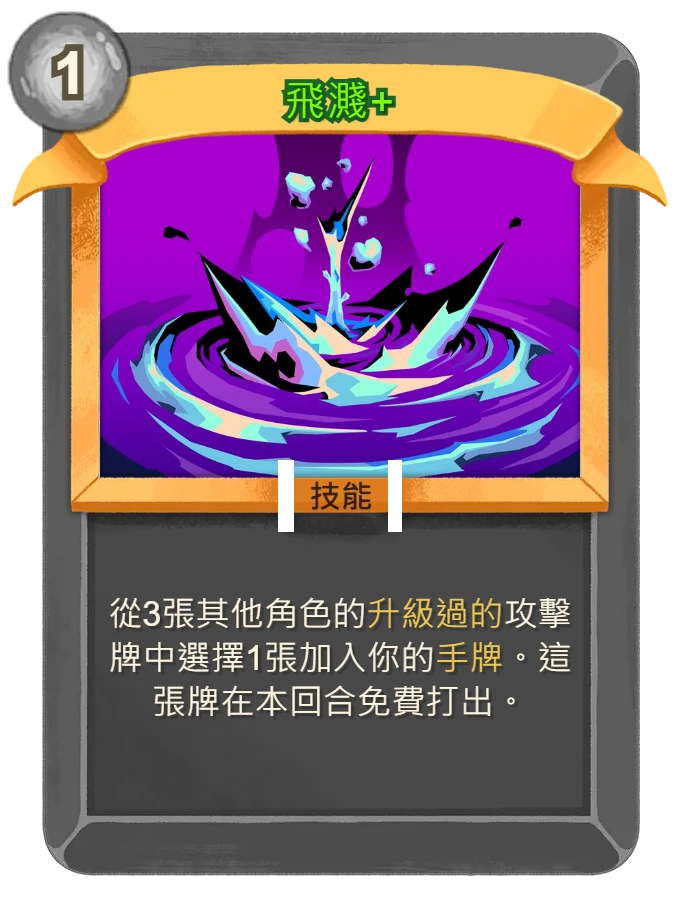 1
飛濺+
技能
從3張其他角色的升級過的攻擊
牌中選擇1張加入你的手牌。這
張牌在本回合免費打出。